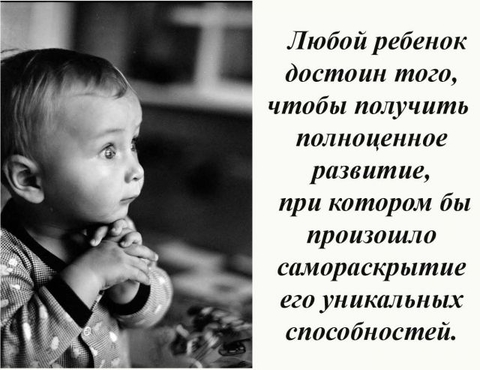 Любой ребенок
достоин того,
чтобы получить
полноценное
развитие,
при котором бы
произошло
самораскрытие
его уникальных
способностей.